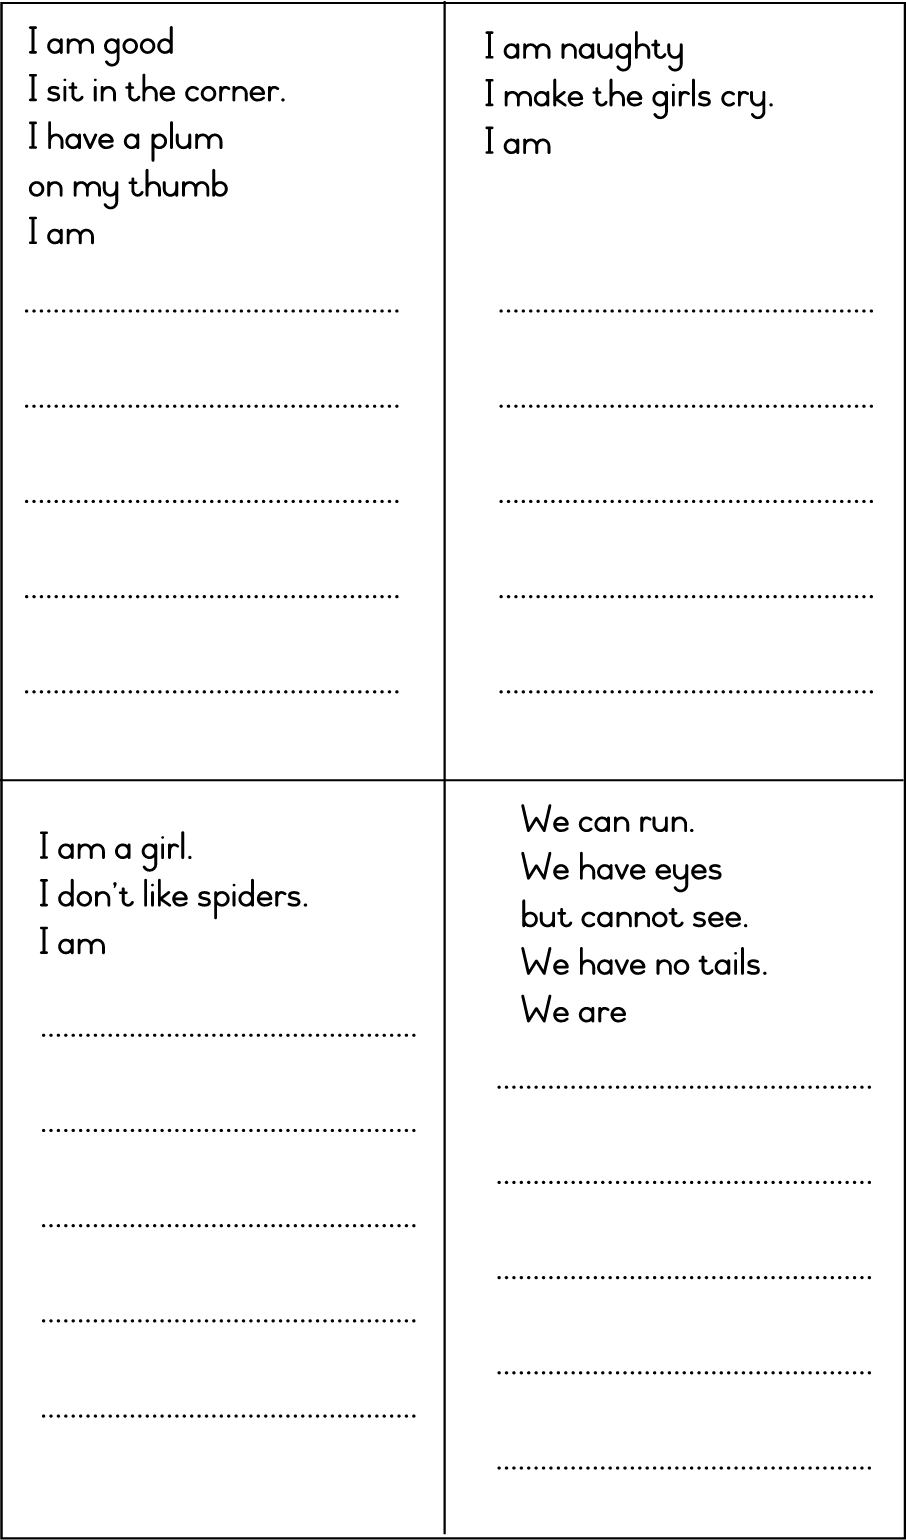 I am good
I sit in the corner.
I have a plum
on my thumb
I am
I am naughty
I make the girls cry.
I am
I am a girl.
I don't like spiders.
I am
We can run.
We have eyes
but cannot see.
We have no tails.
We are